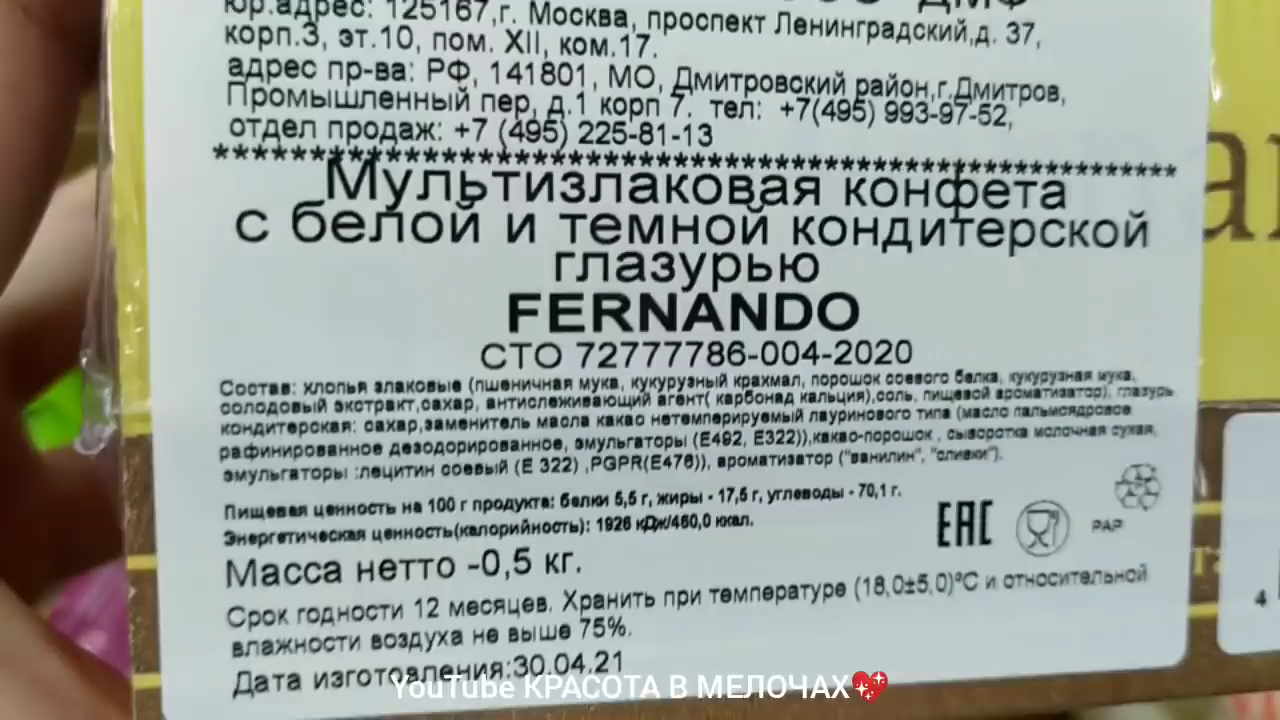 юр.адрес: 125167,г. Москва, проспект Ленинградский,д. 37,
корп.3, эт.10, пом. XII, ком.17.
адрес пр-ва: РФ, 141801, МО, Дмитровский район,г.Дмитров,
Промышленный пер, д.1 корп 7. тел: +7(495) 993-97-52,
отдел продаж: +7 (495) 225-81-13
************************************************************
Мультизлаковая конфета
с белой и темной кондитерской
глазурью
FERNANDO
СТО 72777786-004-2020
Состав: хлопья злаковые (пшеничная мука, кукурузный крахмал, порошок соевого белка, кукурузная мука,
солодовый экстракт,сахар, антислеживающий агент( карбонад кальция),соль, пищевой ароматизатор), глазурь
кондитерская: сахар,заменитель масла какао нетемперируемый лауринового типа (масло пальмоядровое
рафинированное дезодорированное, эмульгаторы (Е492, Е322)),какао-порошок , сыворотка молочная сухая,
эмульгаторы :лецитин соевый (Е 322) ,PGPR(Е476)), ароматизатор ("ванилин", "сливки").
Пищевая ценность на 100 г продукта: белки 5,5 г, жиры - 17,5 г, углеводы - 70,1 г.
Энергетическая ценность(калорийность): 1926 кДж/460,0 ккал.
EAC
PAP
Масса нетто -0,5 кг.
Срок годности 12 месяцев. Хранить при температуре (18,0±5,0)°С и относительной
влажности воздуха не выше 75%.
Дата изготовления:30.04.21
4
YouTube КРАСОТА В МЕЛОЧАХ💖